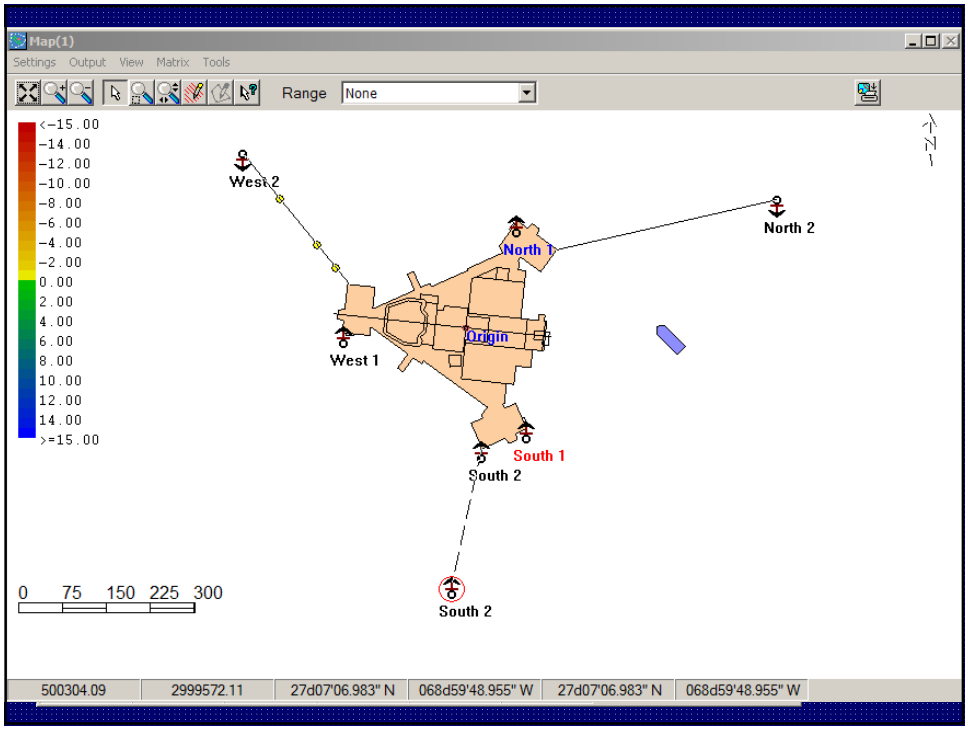 Map(1)
Settings Output View Matrix Tools
Range None
<-15.00
-14.00
-12.00
-10.00
-8.00
-6.00
-4.00
-2.00
0.00
2.00
4.00
6.00
8.00
10.00
12.00
14.00
>=15.00
N
West 2
North 2
North 1
Origin
West 1
South 1
South 2
South 2
0 75 150 225 300
500304.09 2999572.11 27d07'06.983" N 068d59'48.955" W 27d07'06.983" N 068d59'48.955" W